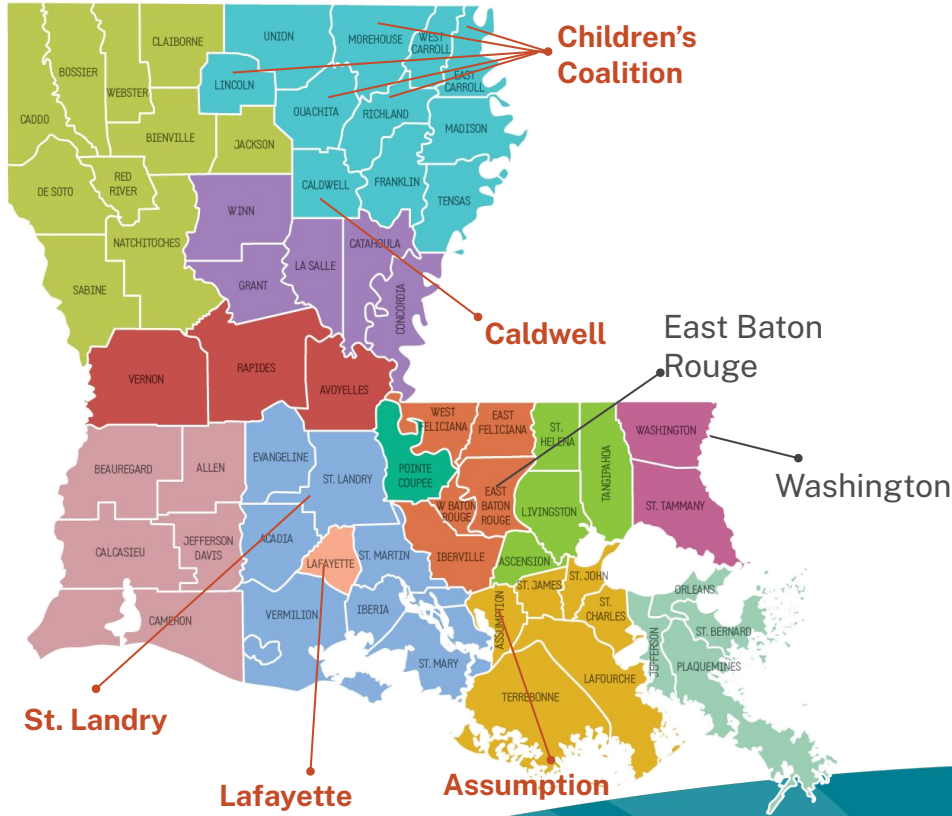 CLAIBORNE
UNION
MOREHOUSE
WEST
CARROLL
Children's
Coalition
BOSSIER
WEBSTER
LINCOLN
EAST
CARROLL
CADDO
OUACHITA
RICHLAND
BIENVILLE
JACKSON
MADISON
DE SOTO
RED
RIVER
CALDWELL
FRANKLIN
TENSAS
WINN
NATCHITOCHES
CATAHOULA
LA SALLE
SABINE
GRANT
CONCORDIA
Caldwell
East Baton
Rouge
VERNON
RAPIDES
AVOYELLES
WEST
FELICIANA
EAST
FELICIANA
ST.
HELENA
TANGIPAHOA
WASHINGTON
Washington
BEAUREGARD
ALLEN
EVANGELINE
ST. LANDRY
POINTE
COUPEE
W BATON
ROUGE
EAST
BATON
ROUGE
LIVINGSTON
ST. TAMMANY
CALCASIEU
JEFFERSON
DAVIS
ACADIA
LAFAYETTE
ST. MARTIN
IBERVILLE
ASCENSION
CAMERON
VERMILION
IBERIA
ST. MARY
ASSUMPTION
ST. JAMES
ST. JOHN
ST.
CHARLES
ORLEANS
ST. BERNARD
JEFFERSON
PLAQUEMINES
LAFOURCHE
TERREBONNE
St. Landry
Lafayette
Assumption